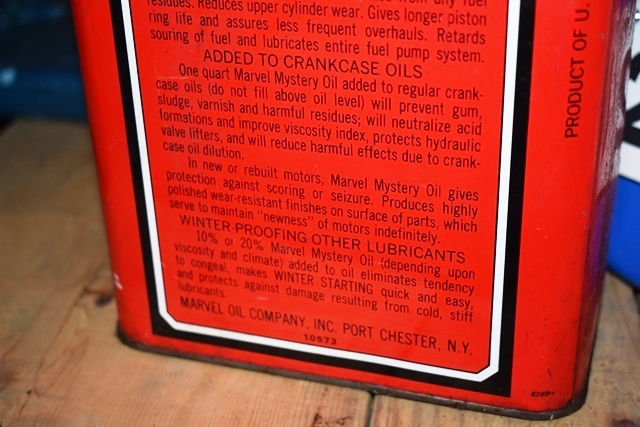 from any fuel
residues. Reduces upper cylinder wear. Gives longer piston
ring life and assures less frequent overhauls. Retards
souring of fuel and lubricates entire fuel pump system.
ADDED TO CRANKCASE OILS
One quart Marvel Mystery Oil added to regular crank-
case oils (do not fill above oil level) will prevent gum,
sludge, varnish and harmful residues; will neutralize acid
formations and improve viscosity index, protects hydraulic
valve lifters, and will reduce harmful effects due to crank-
case oil dilution.
In new or rebuilt motors, Marvel Mystery Oil gives
protection against scoring or seizure. Produces highly
polished wear-resistant finishes on surface of parts, which
serve to maintain "newness" of motors indefinitely.
WINTER-PROOFING OTHER LUBRICANTS
10% or 20% Marvel Mystery Oil (depending upon
viscosity and climate) added to oil eliminates tendency
to congeal, makes WINTER STARTING quick and easy,
and protects against damage resulting from cold, stiff
lubricants.
MARVEL OIL COMPANY, INC. PORT CHESTER, N.Y.
10573
PRODUCT OF U.